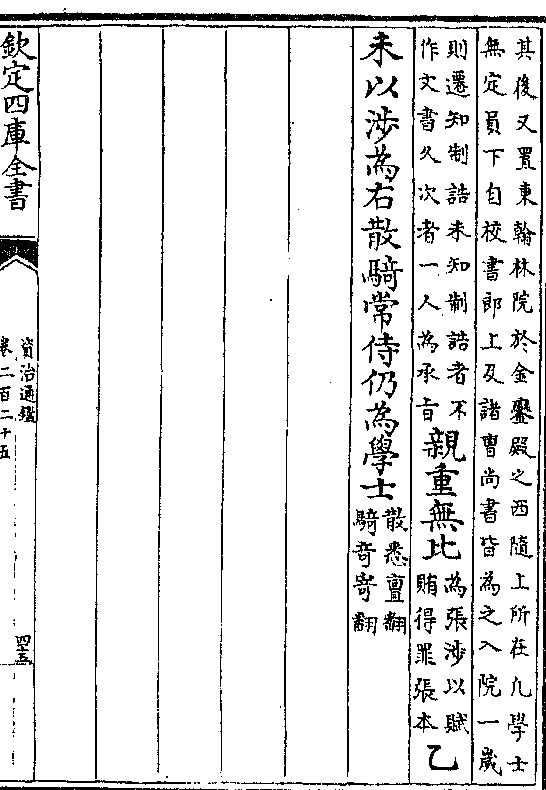 其後又置東翰林院於金鑾殿之西隨上所在凡學士
無定員下自校書郎上及諸曹尚書皆為之入院一歲
則遷知制誥未知制誥者不
作文書久次者一人為承旨
親重無比
為張涉以賦
賄得罪張本
乙
未以涉為右散騎常侍仍為學士
散悉亶翻
騎奇寄翻
欽定四庫全書
資治通鑑
卷二百二十五
四十五